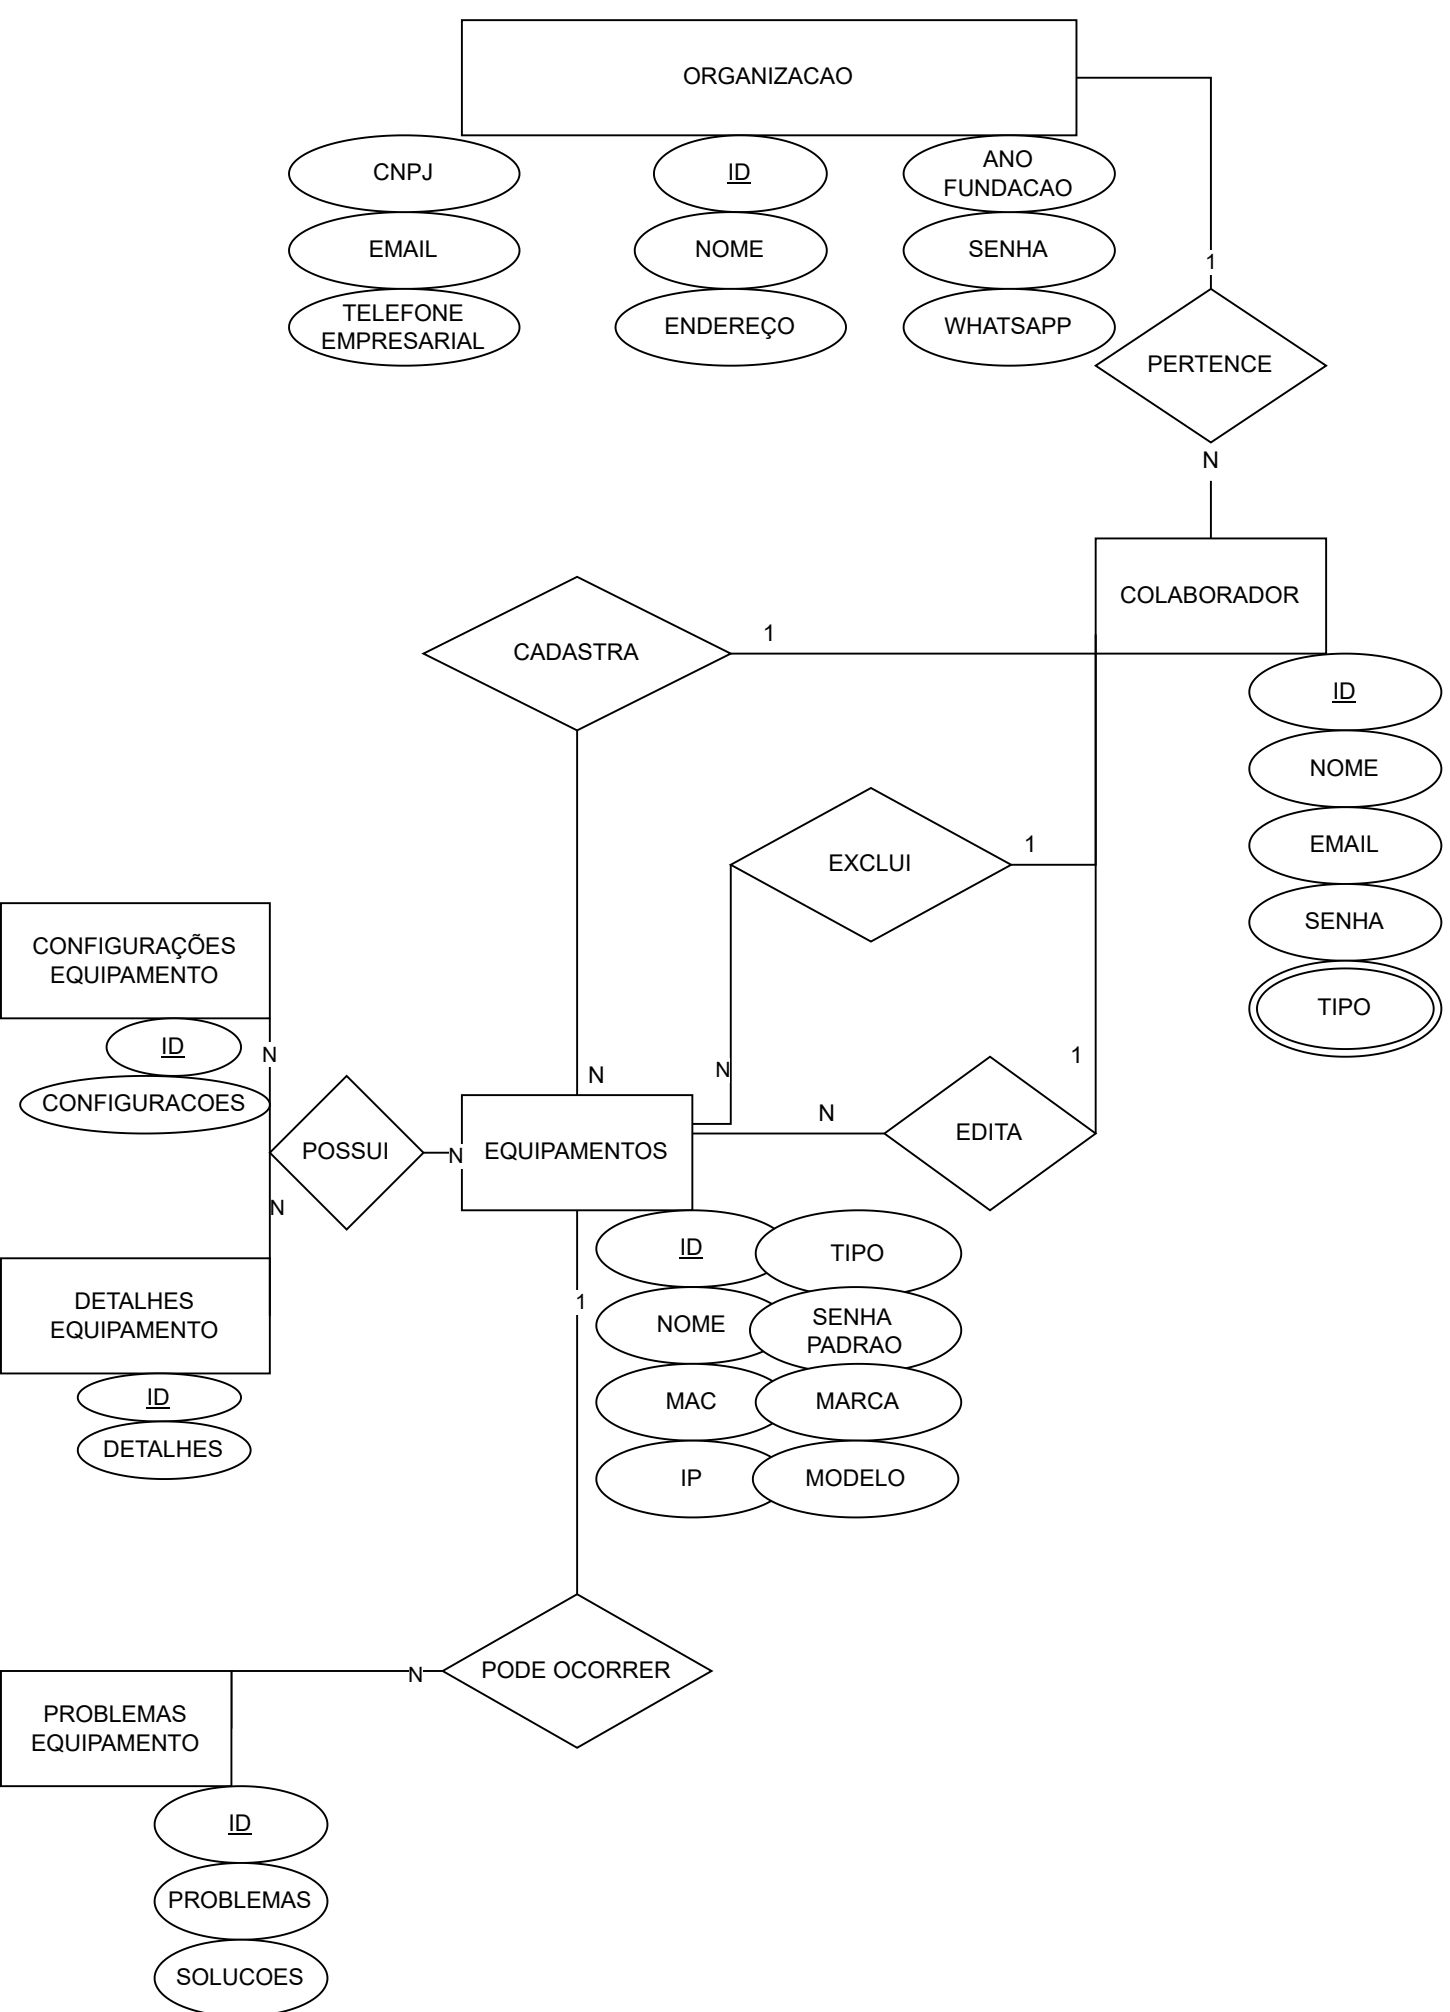 ORGANIZACAO
CNPJ
ID
ANO
FUNDACAO
EMAIL
NOME
SENHA
TELEFONE
EMPRESARIAL
ENDEREÇO
WHATSAPP
1
PERTENCE
N
COLABORADOR
CADASTRA
1
ID
NOME
EMAIL
SENHA
TIPO
EXCLUI
1
CONFIGURAÇÕES
EQUIPAMENTO
ID
CONFIGURACOES
N
POSSUI
N
N
EQUIPAMENTOS
N
N
N
EDITA
1
DETALHES
EQUIPAMENTO
ID
DETALHES
1
ID
TIPO
NOME
SENHA
PADRAO
MAC
MARCA
IP
MODELO
PODE OCORRER
N
PROBLEMAS
EQUIPAMENTO
ID
PROBLEMAS
SOLUCOES